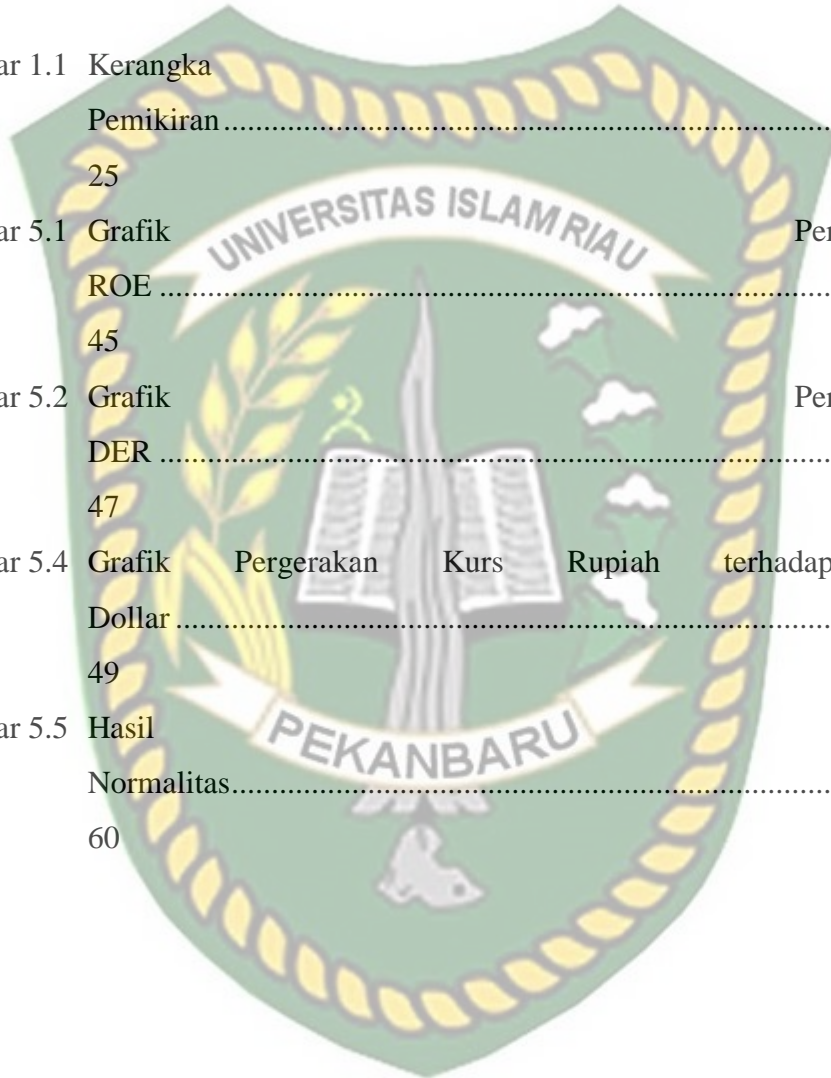 ar 1.1 Kerangka
Pemikiran..............................................................................
25
ar 5.1 Grafik Per
ROE ..............................................................................
45
ar 5.2 Grafik Per
DER ..............................................................................
47
ar 5.4 Grafik Pergerakan Kurs Rupiah terhadap
Dollar ..............................................................................
49
ar 5.5 Hasil
Normalitas..............................................................................
60
UNIVERSITAS ISLAM RIAU
PEKANBARU